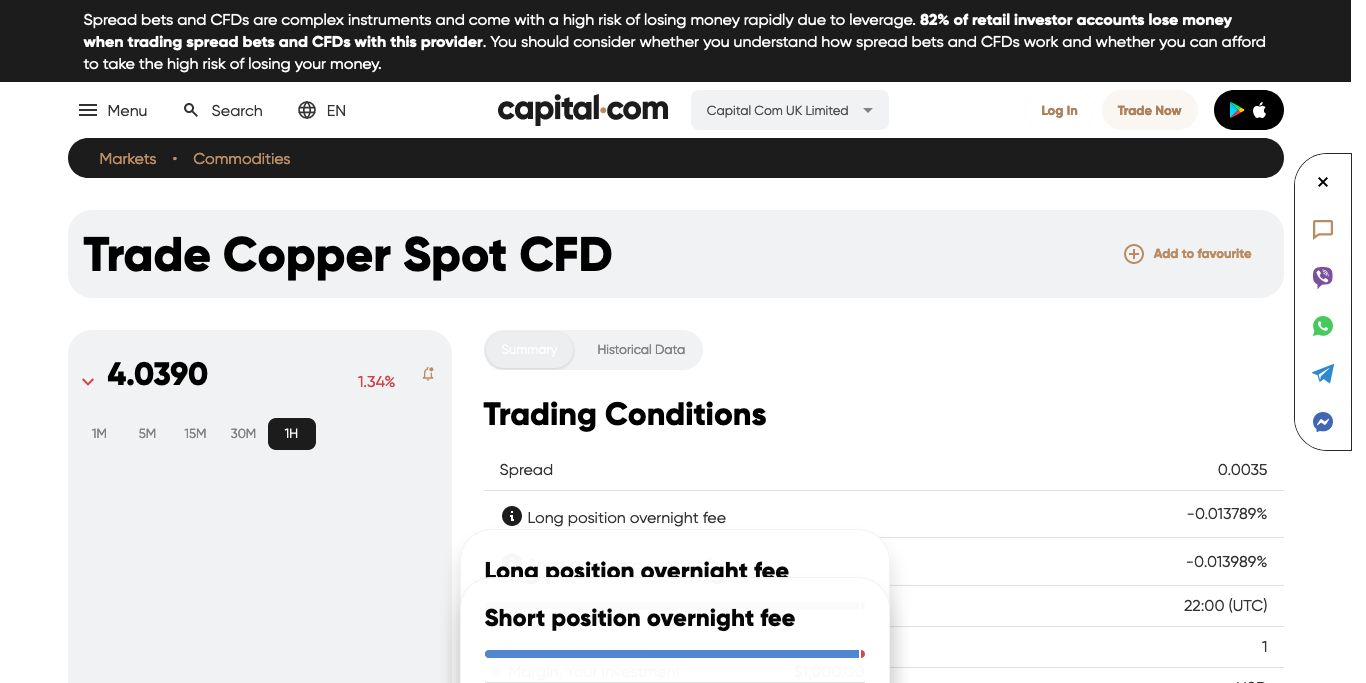 Spread bets and CFDs are complex instruments and come with a high risk of losing money rapidly due to leverage. 82% of retail investor accounts lose money
when trading spread bets and CFDs with this provider. You should consider whether you understand how spread bets and CFDs work and whether you can afford
to take the high risk of losing your money.
Menu
Search
EN
capital.com
Capital Com UK Limited
Log In
Trade Now
Markets
Commodities
Trade Copper Spot CFD
Add to favourite
4.0390
1.34%
1M
5M
15M
30M
1H
Summary
Historical Data
Trading Conditions
Spread
0.0035
Long position overnight fee
-0.013789%
Long position overnight fee
-0.013989%
Short position overnight fee
22:00 (UTC)
1
Margin. Your investment
$1,000.00